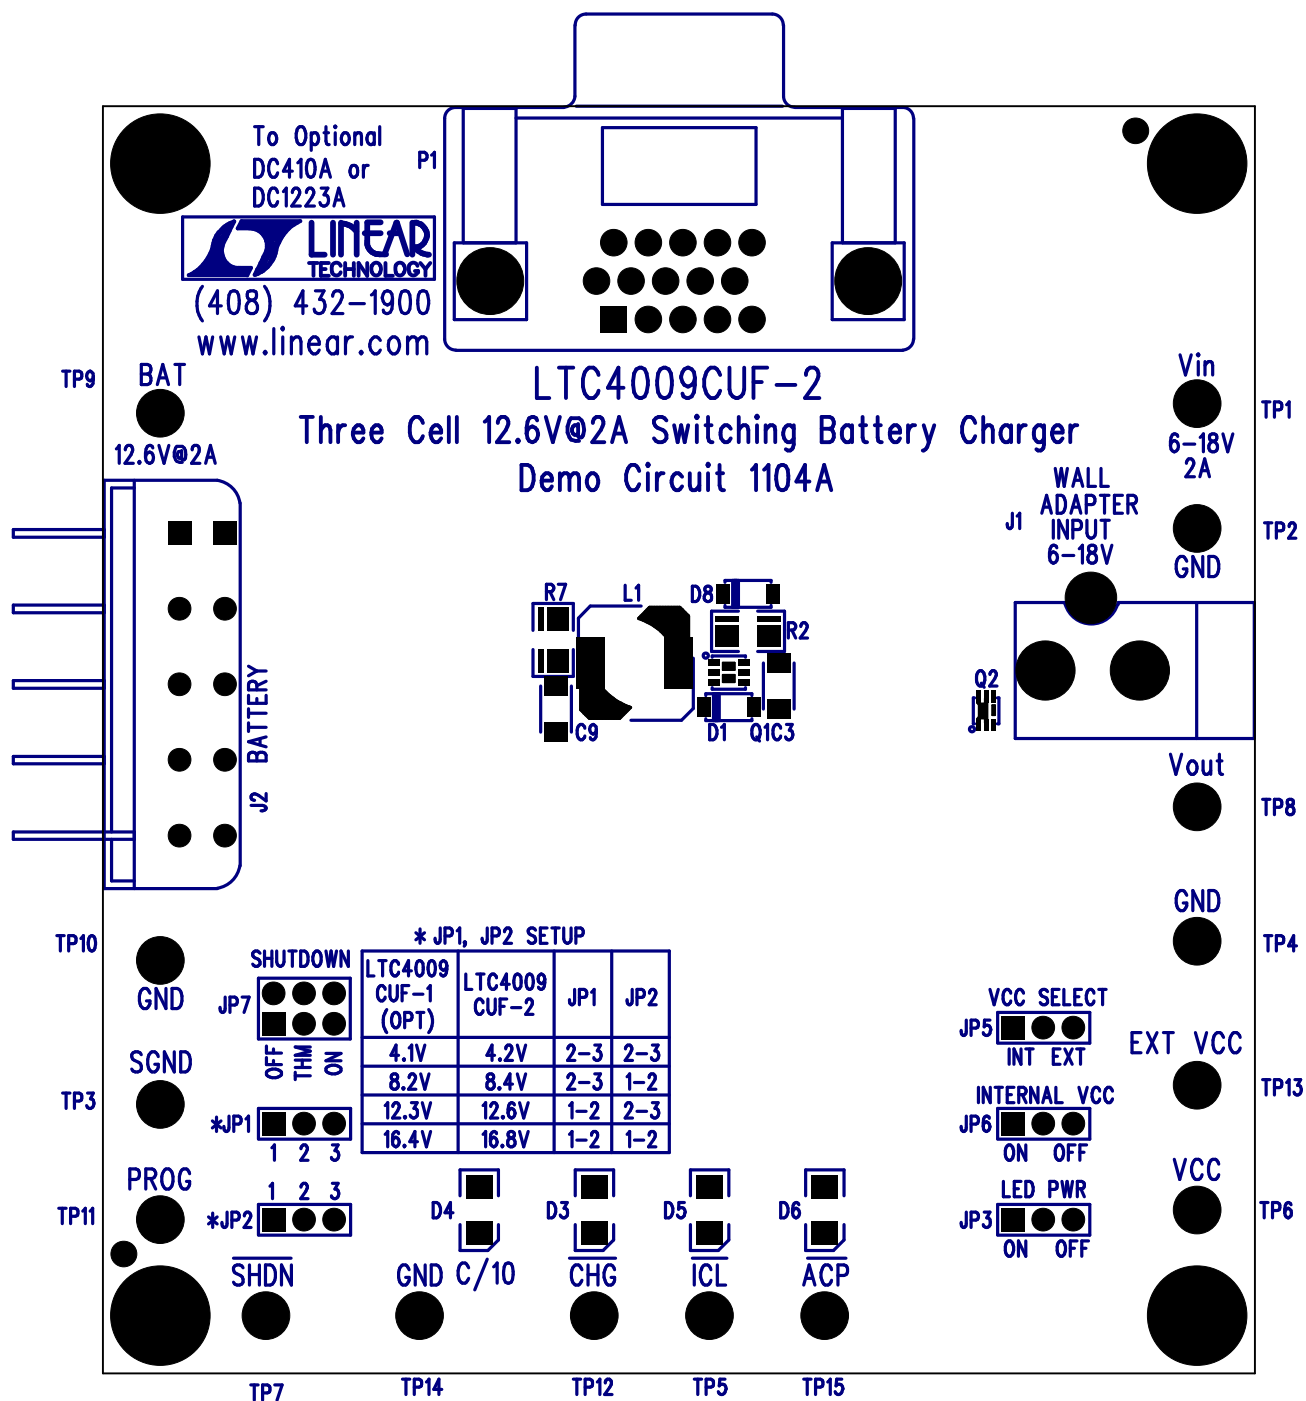 To Optional
DC410A or
DC1223A
P1
LINEAR
TECHNOLOGY
(408) 432-1900
www.linear.com
TP9
BAT
12.6V@2A
LTC4009CUF-2
Three Cell 12.6V@2A Switching Battery Charger
Demo Circuit 1104A
Vin
TP1
6-18V
2A
WALL
ADAPTER
INPUT
6-18V
J1
TP2
GND
R7
L1
D8
R2
Q2
C9
D1
Q1
C3
BATTERY
J2
Vout
TP8
GND
TP4
TP10
GND
SHUTDOWN
JP7
OFF
THM
ON
* JP1, JP2 SETUP
LTC4009 CUF-1 (OPT) LTC4009 CUF-2 JP1 JP2
4.1V 4.2V 2-3 2-3
8.2V 8.4V 2-3 1-2
12.3V 12.6V 1-2 2-3
16.4V 16.8V 1-2 1-2
VCC SELECT
JP5
INT EXT
EXT VCC
TP13
SGND
TP3
*JP1
1 2 3
INTERNAL VCC
JP6
ON OFF
PROG
TP11
1 2 3
*JP2
D4
D3
D5
D6
LED PWR
JP3
ON OFF
VCC
TP6
SHDN
GND
C/10
CHG
ICL
ACP
TP7
TP14
TP12
TP5
TP15